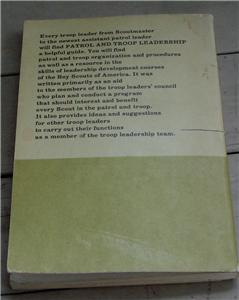 Every troop leader from Scoutmaster
to the newest assistant patrol leader
will find PATROL AND TROOP LEADERSHIP
a helpful guide. You will find
patrol and troop organization and procedures
as well as a resource in the
skills of leadership development courses
of the Boy Scouts of America. It was
written primarily as an aid
to the members of the troop leaders' council
who plan and conduct a program
that should interest and benefit
every Scout in the patrol and troop.
It also provides ideas and suggestions
for other troop leaders
to carry out their functions
as a member of the troop leadership team.